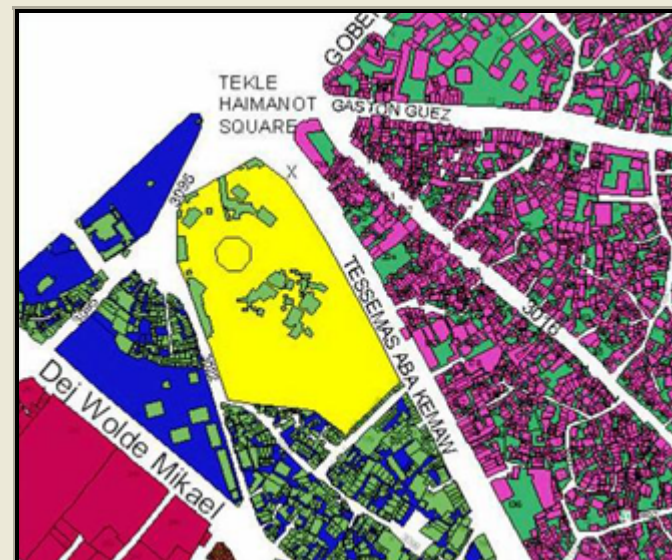 GOBE
TEKLE
HAIMANOT
SQUARE
GASTON GUEZ
X
3095
TESSEMAS ABA KEMAW
3016
Dej Wolde Mikael